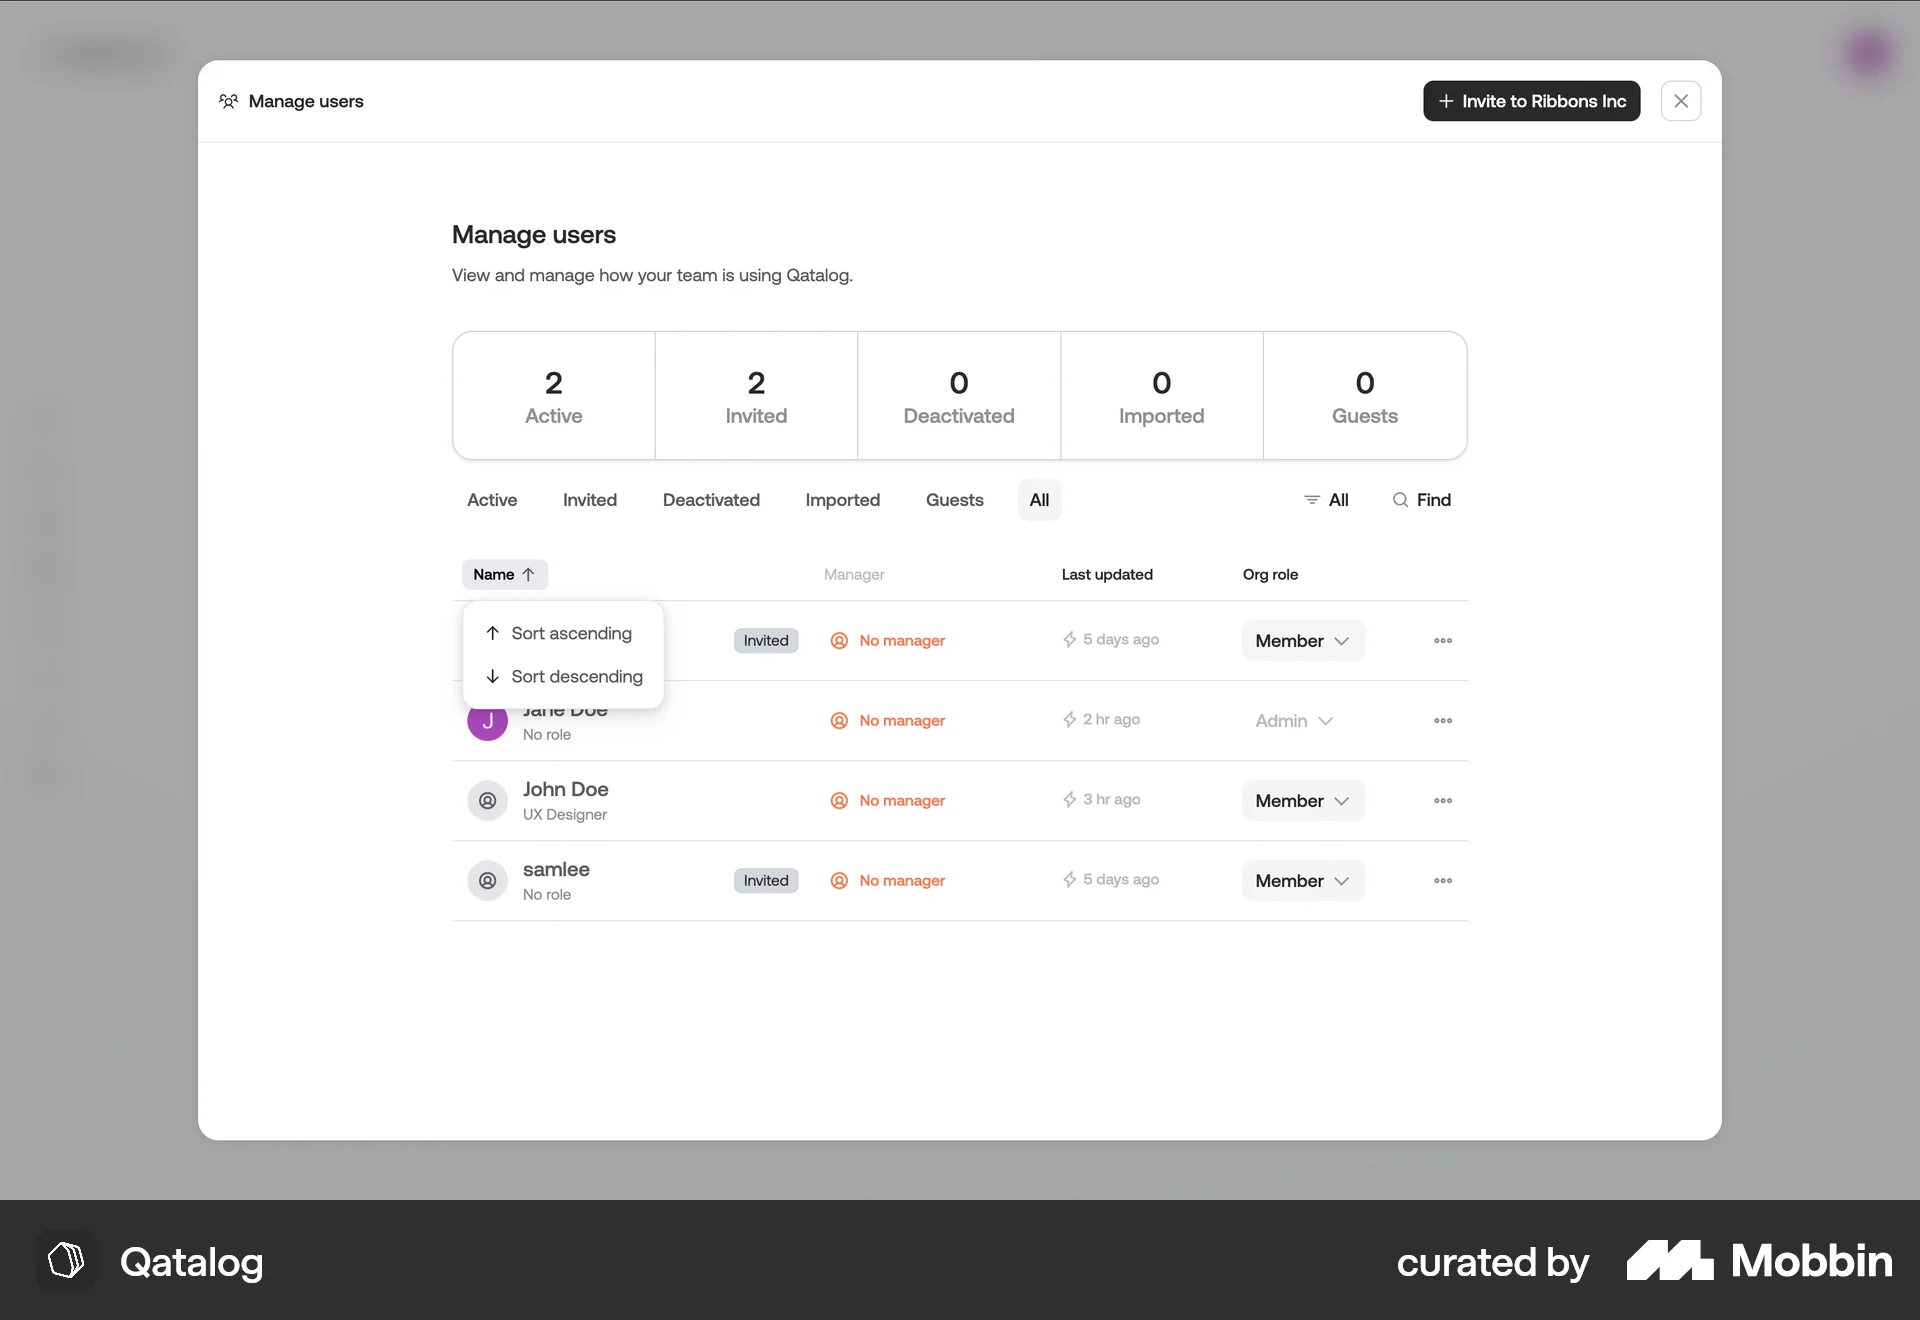 Manage users
Invite to Ribbons Inc
Manage users
View and manage how your team is using Qatalog.
2 2 0 0 0
Active Invited Deactivated Imported Guests
Active Invited Deactivated Imported Guests All All Find
Name Manager Last updated Org role
Sort ascending
Invited No manager 5 days ago Member
Sort descending
J Jane Doe No manager 2 hr ago Admin
No role
John Doe No manager 3 hr ago Member
UX Designer
samlee Invited No manager 5 days ago Member
No role
Qatalog curated by Mobbin